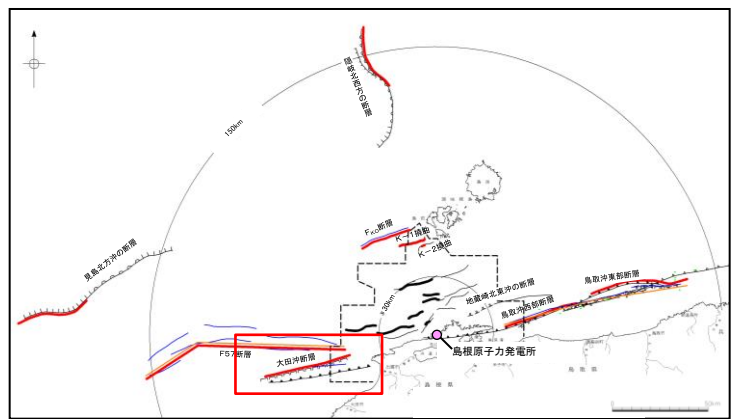 隠岐北西方の断層
150km
FKO断層
K-1撓曲
K-2撓曲
見島北方沖の断層
鳥取沖東部断層
地蔵崎北東沖の断層
30km
鳥取沖西部断層
島根原子力発電所
F57断層
大田沖断層
島根県
鳥取県
50km